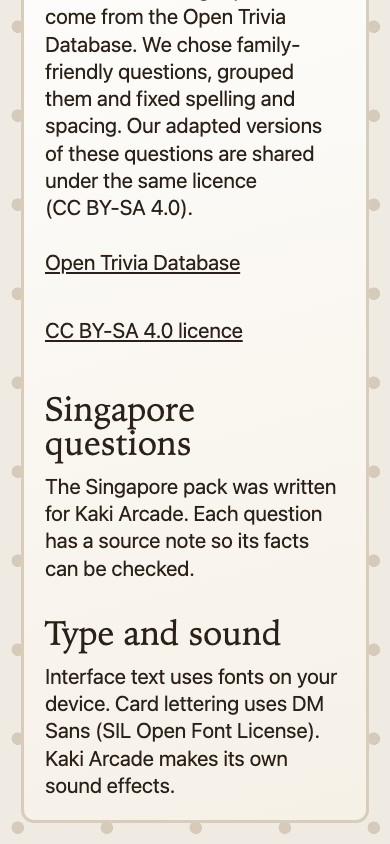 come from the Open Trivia
Database. We chose family-
friendly questions, grouped
them and fixed spelling and
spacing. Our adapted versions
of these questions are shared
under the same licence
(CC BY-SA 4.0).
Open Trivia Database
CC BY-SA 4.0 licence
Singapore
questions
The Singapore pack was written
for Kaki Arcade. Each question
has a source note so its facts
can be checked.
Type and sound
Interface text uses fonts on your
device. Card lettering uses DM
Sans (SIL Open Font License).
Kaki Arcade makes its own
sound effects.